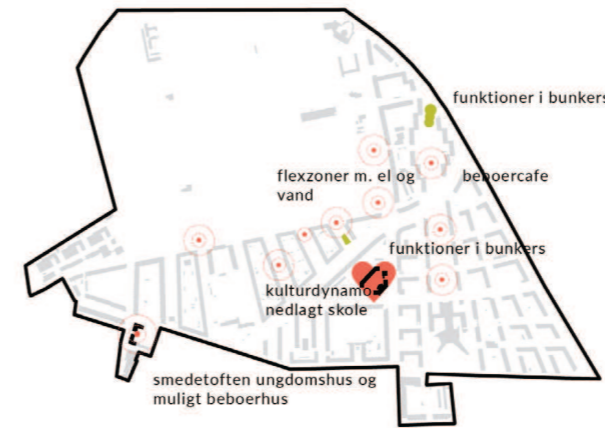 funktioner i bunkers
flexzoner m. el og
vand
beboercafe
funktioner i bunkers
kulturdynamo
nedlagt skole
smedetoften ungdomshus og
muligt beboerhus